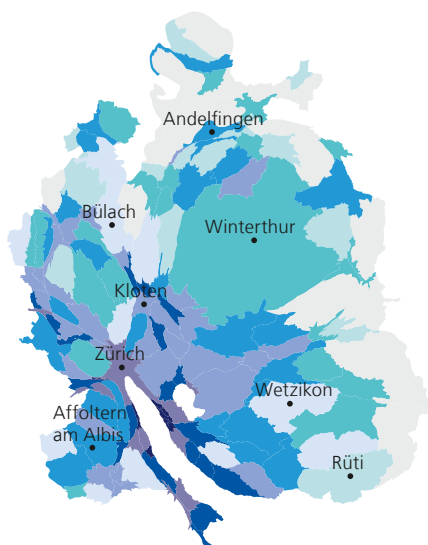 Andelfingen
Bülach
Winterthur
Kloten
Zürich
Wetzikon
Affoltern
am Albis
Rüti